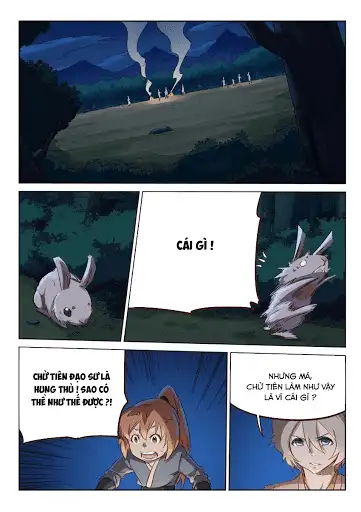 CÁI GÌ !
CHỬ TIÊN ĐẠO SƯ LÀ
HUNG THỦ ! SAO CÓ
THỂ NHƯ THẾ ĐƯỢC ?!
NHƯNG MÀ,
CHỬ TIÊN LÀM NHƯ VẬY
LÀ VÌ CÁI GÌ ?